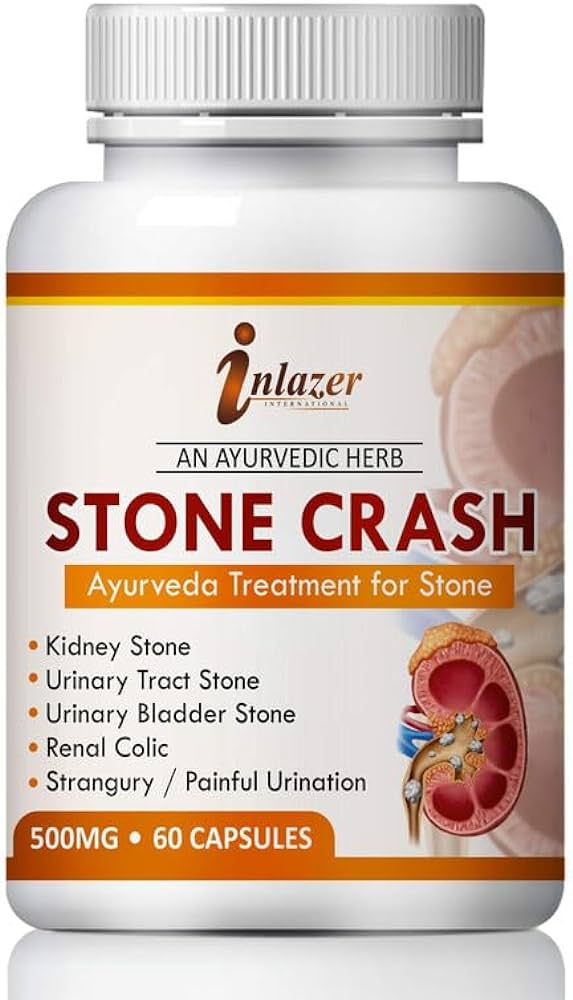 inlazer
INTERNATIONAL
AN AYURVEDIC HERB
STONE CRASH
Ayurveda Treatment for Stone
• Kidney Stone
• Urinary Tract Stone
• Urinary Bladder Stone
• Renal Colic
• Strangury / Painful Urination
500MG • 60 CAPSULES